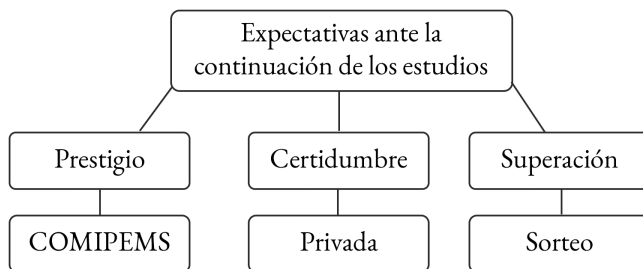 Expectativas ante la
continuación de los estudios
Prestigio
Certidumbre
Superación
COMIPEMS
Privada
Sorteo